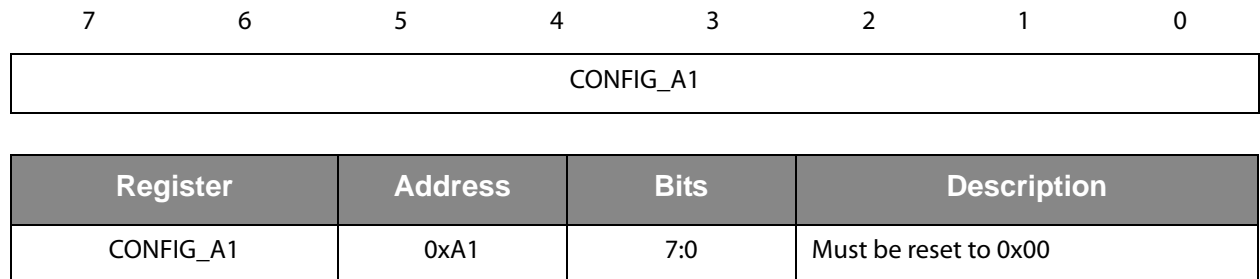 7 6 5 4 3 2 1 0
CONFIG_A1
Register Address Bits Description
CONFIG_A1 0xA1 7:0 Must be reset to 0x00